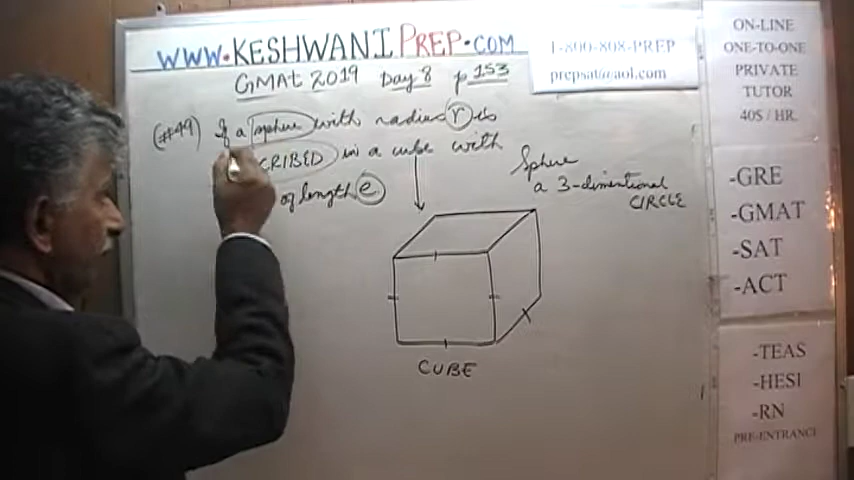 WWW.KESHWANIPREP.COM
GMAT 2019 Day 8 p 153
(#49) If a sphere with radius r is
CRIBED in a cube with
of length e
Sphere
a 3-dimentional
CIRCLE
CUBE
1-800-808-PREP
prepsat@aol.com
ON-LINE
ONE-TO-ONE
PRIVATE
TUTOR
40$ / HR.
-GRE
-GMAT
-SAT
-ACT
-TEAS
-HESI
-RN
PRE-ENTRANCE